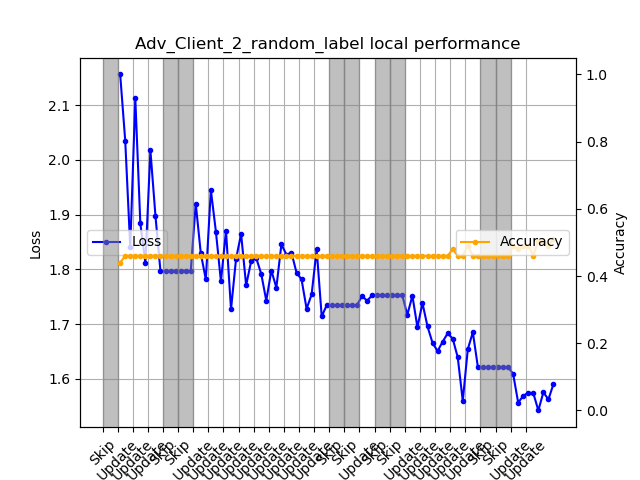 Adv_Client_2_random_label local performance
2.1
2.0
1.9
1.8
1.7
1.6
Loss
Loss
Accuracy
1.0
0.8
0.6
0.4
0.2
0.0
Accuracy
Skip
Update
Update
Update
Skip
Skip
Update
Update
Update
Update
Update
Update
Update
Update
Update
Skip
Skip
Update
Skip
Skip
Update
Update
Update
Update
Update
Skip
Skip
Update
Update